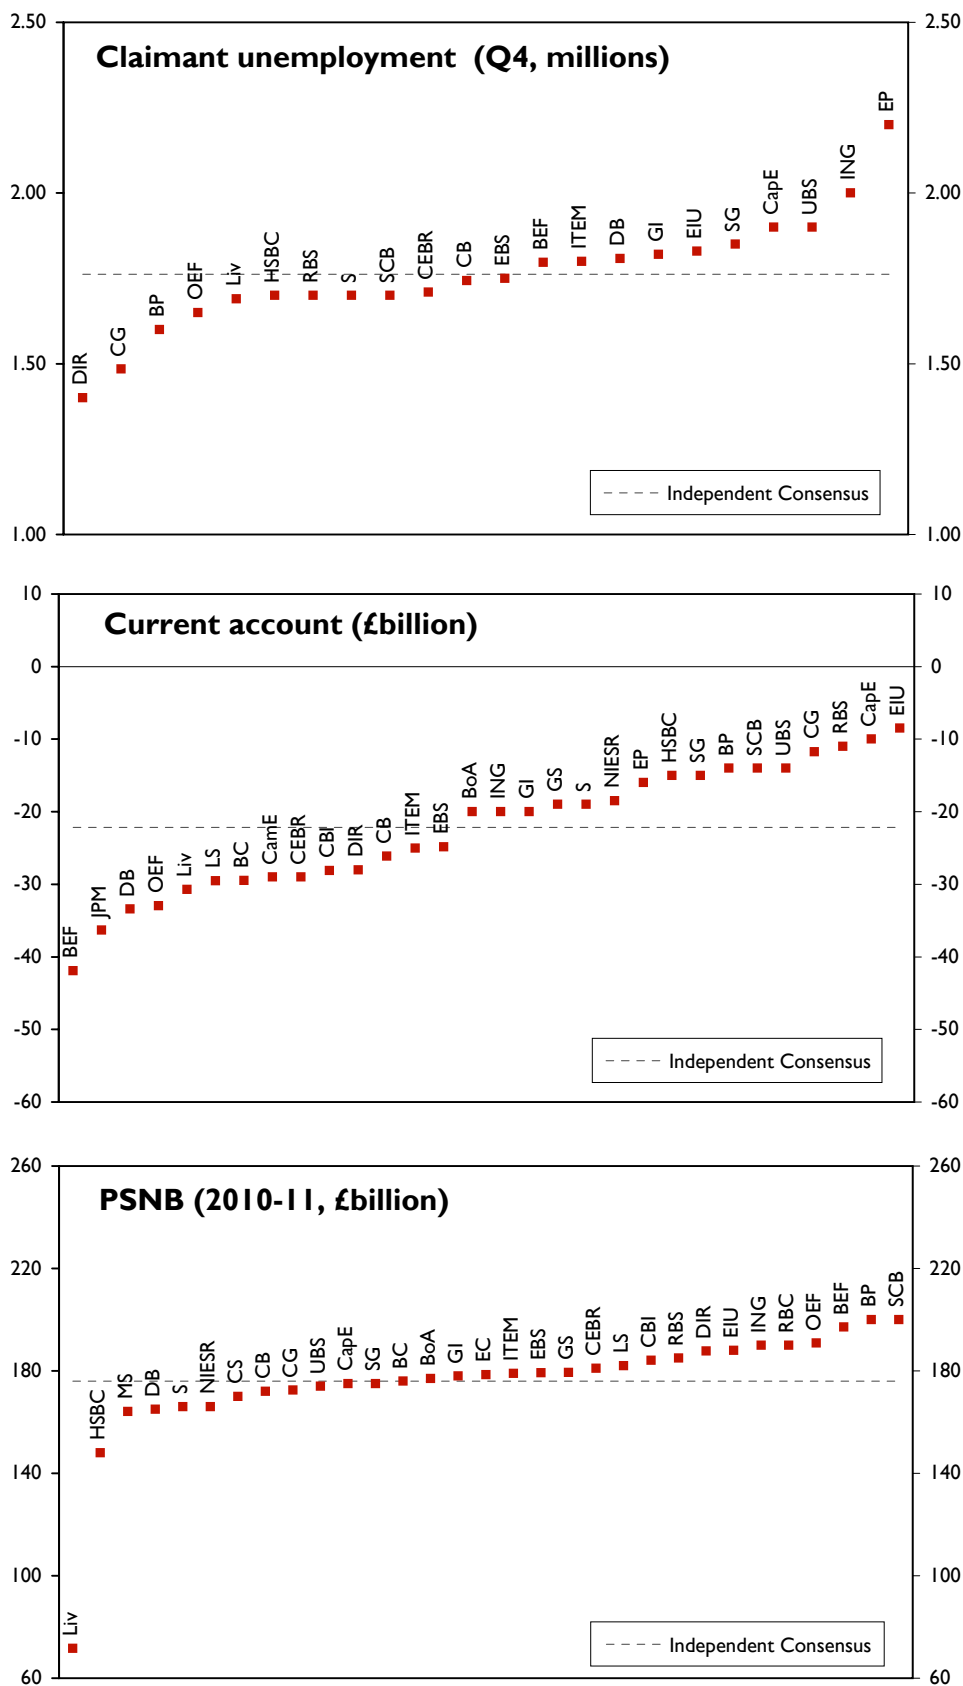 Claimant unemployment (Q4, millions)
2.50 2.50
2.00 2.00
1.50 1.50
1.00 1.00
DIR CG BP OEF Liv HSBC RBS S SCB CEBR CB EBS BEF ITEM DB GI EIU SG CapE UBS ING EP
Independent Consensus
Current account (£billion)
10 10
0 0
-10 -10
-20 -20
-30 -30
-40 -40
-50 -50
-60 -60
BEF JPM DB OEF Liv LS BC CamE CEBR CBI DIR CB ITEM EBS BoA ING GI GS S NIESR EP HSBC SG BP SCB UBS CG RBS CapE EIU
Independent Consensus
PSNB (2010-11, £billion)
260 260
220 220
180 180
140 140
100 100
60 60
Liv HSBC MS DB S NIESR CS CB CG UBS CapE SG BC BoA GI EC ITEM EBS GS CEBR LS CBI RBS DIR EIU ING RBC OEF BEF BP SCB
Independent Consensus